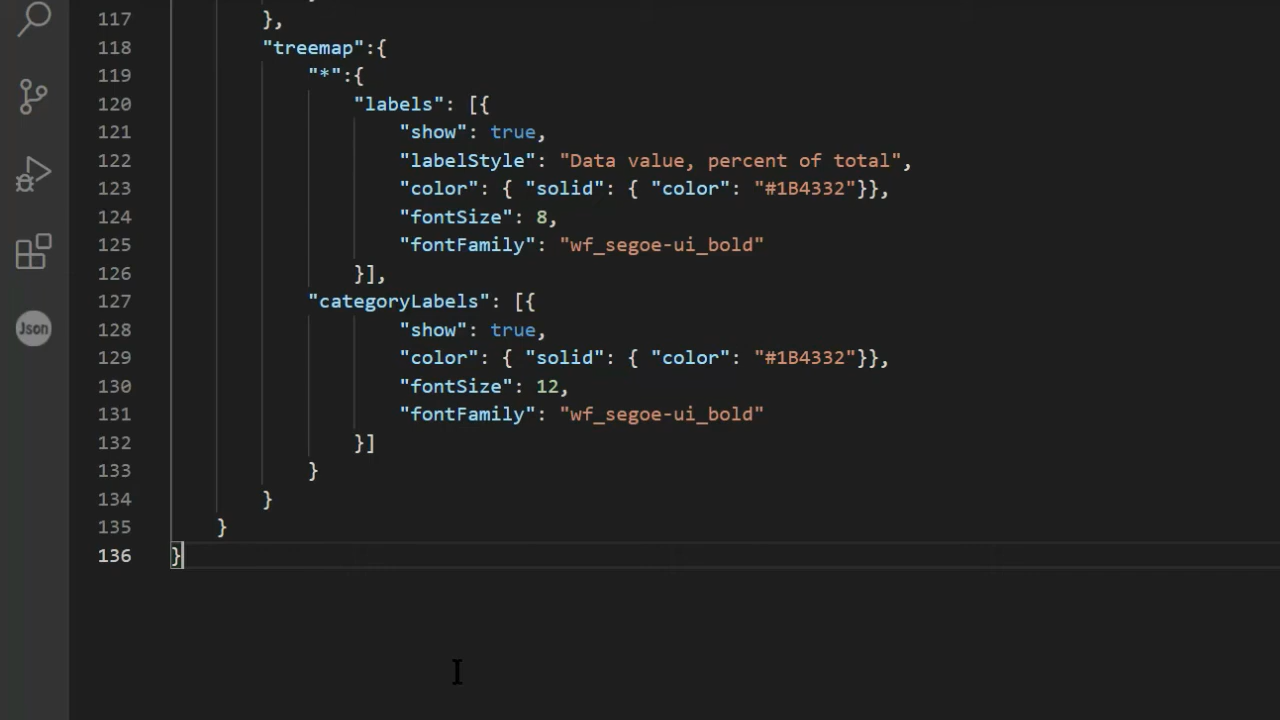 117 },
118 "treemap":{
119 "*":{
120 "labels": [{
121 "show": true,
122 "labelStyle": "Data value, percent of total",
123 "color": { "solid": { "color": "#1B4332"}},
124 "fontSize": 8,
125 "fontFamily": "wf_segoe-ui_bold"
126 }],
127 "categoryLabels": [{
128 "show": true,
129 "color": { "solid": { "color": "#1B4332"}},
130 "fontSize": 12,
131 "fontFamily": "wf_segoe-ui_bold"
132 }]
133 }
134 }
135 }
136 }
Json